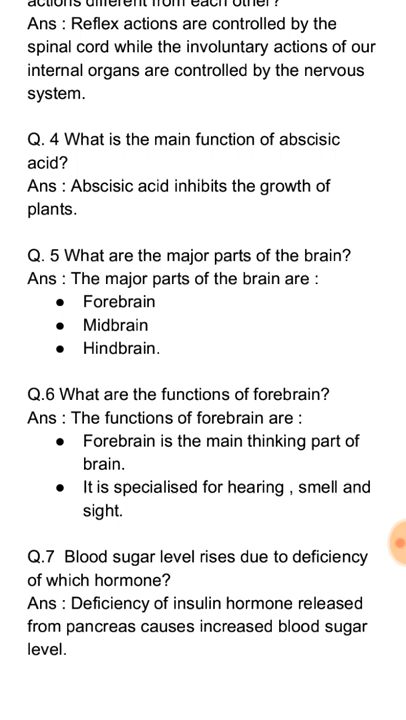 actions different from each other?
Ans : Reflex actions are controlled by the
spinal cord while the involuntary actions of our
internal organs are controlled by the nervous
system.
Q. 4 What is the main function of abscisic
acid?
Ans : Abscisic acid inhibits the growth of
plants.
Q. 5 What are the major parts of the brain?
Ans : The major parts of the brain are :
● Forebrain
● Midbrain
● Hindbrain.
Q.6 What are the functions of forebrain?
Ans : The functions of forebrain are :
● Forebrain is the main thinking part of
brain.
● It is specialised for hearing , smell and
sight.
Q.7 Blood sugar level rises due to deficiency
of which hormone?
Ans : Deficiency of insulin hormone released
from pancreas causes increased blood sugar
level.